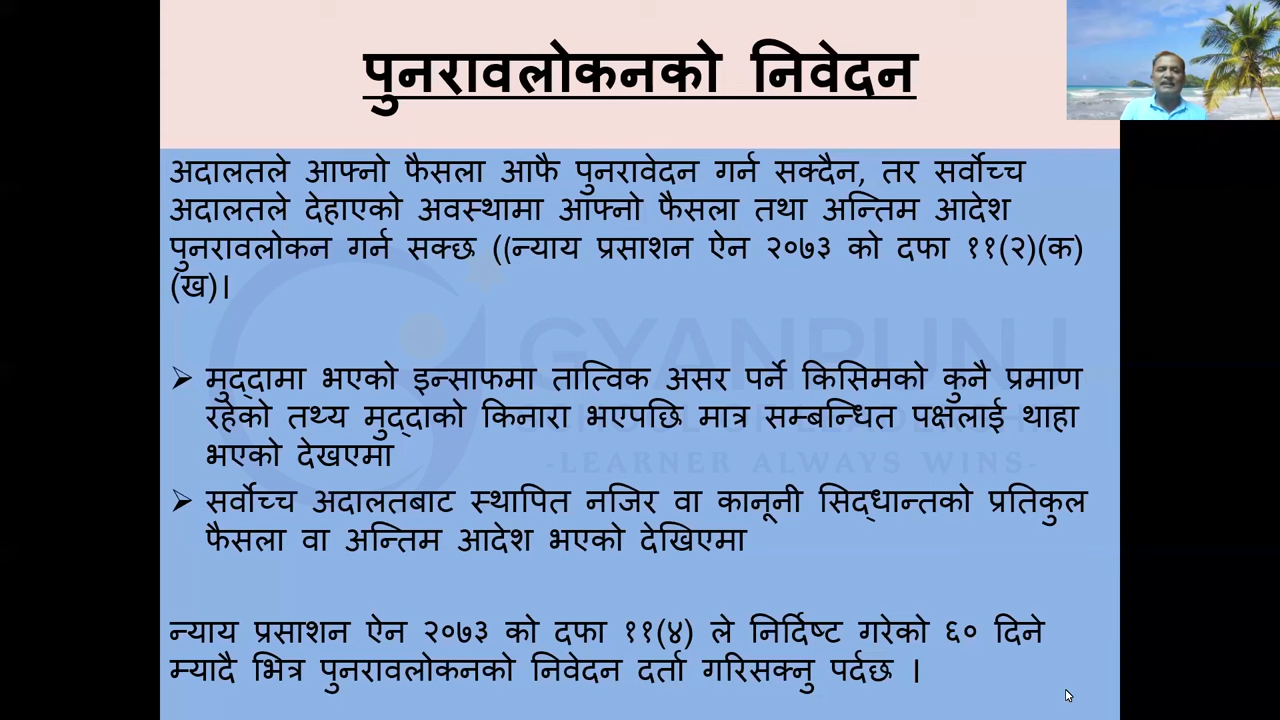 पुनरावलोकनको निवेदन
अदालतले आफ्नो फैसला आफै पुनरावेदन गर्न सक्दैन, तर सर्वोच्च
अदालतले देहाएको अवस्थामा आफ्नो फैसला तथा अन्तिम आदेश
पुनरावलोकन गर्न सक्छ ((न्याय प्रसाशन ऐन २०७३ को दफा ११(२)(क)
(ख)।
GYANPUNJ
➢ मुद्दामा भएको इन्साफमा तात्विक असर पर्ने किसिमको कुनै प्रमाण
रहेको तथ्य मुद्दाको किनारा भएपछि मात्र सम्बन्धित पक्षलाई थाहा
भएको देखएमा
-LEARNER ALWAYS WINS-
➢ सर्वोच्च अदालतबाट स्थापित नजिर वा कानूनी सिद्धान्तको प्रतिकुल
फैसला वा अन्तिम आदेश भएको देखिएमा
न्याय प्रसाशन ऐन २०७३ को दफा ११(४) ले निर्दिष्ट गरेको ६० दिने
म्यादै भित्र पुनरावलोकनको निवेदन दर्ता गरिसक्नु पर्दछ ।